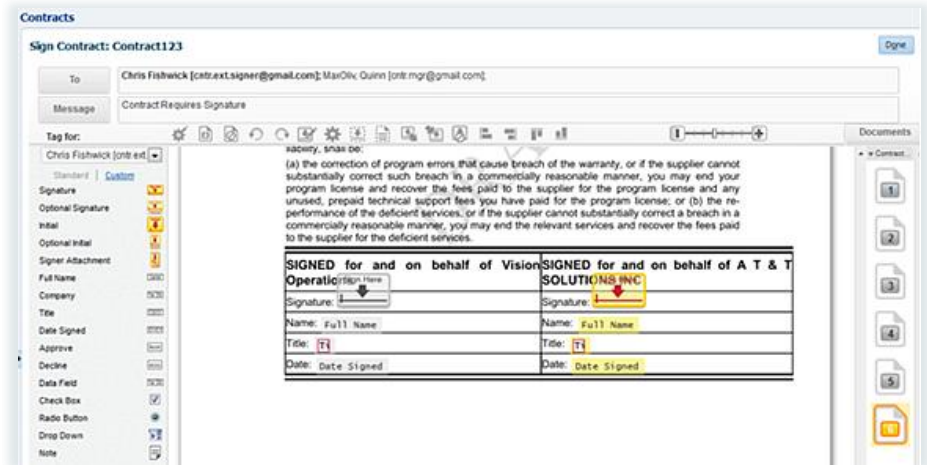 Contracts
Sign Contract: Contract123
Done
To
Chris Fishwick [cntr.ext.signer@gmail.com]; MaxOliv, Quinn [cntr.mgr@gmail.com];
Message
Contract Requires Signature
Tag for:
Documents
Chris Fishwick [cntr.ext
Contract...
Standard | Custom
Signature
Optional Signature
Initial
Optional Initial
Signer Attachment
Full Name
Company
Title
Date Signed
Approve
Decline
Data Field
Check Box
Radio Button
Drop Down
Note
liability, shall be:
(a) the correction of program errors that cause breach of the warranty, or if the supplier cannot
substantially correct such breach in a commercially reasonable manner, you may end your
program license and recover the fees paid to the supplier for the program license and any
unused, prepaid technical support fees you have paid for the program license; or (b) the re-
performance of the deficient services, or if the supplier cannot substantially correct a breach in a
commercially reasonable manner, you may end the relevant services and recover the fees paid
to the supplier for the deficient services.
SIGNED for and on behalf of Vision
Operati
Sign Here
Signature:
Name: Full Name
Title: Ti
Date: Date Signed
SIGNED for and on behalf of A T & T
SOLUTIONS INC
Signature:
Name: Full Name
Title: Ti
Date: Date Signed
1
2
3
4
5
6